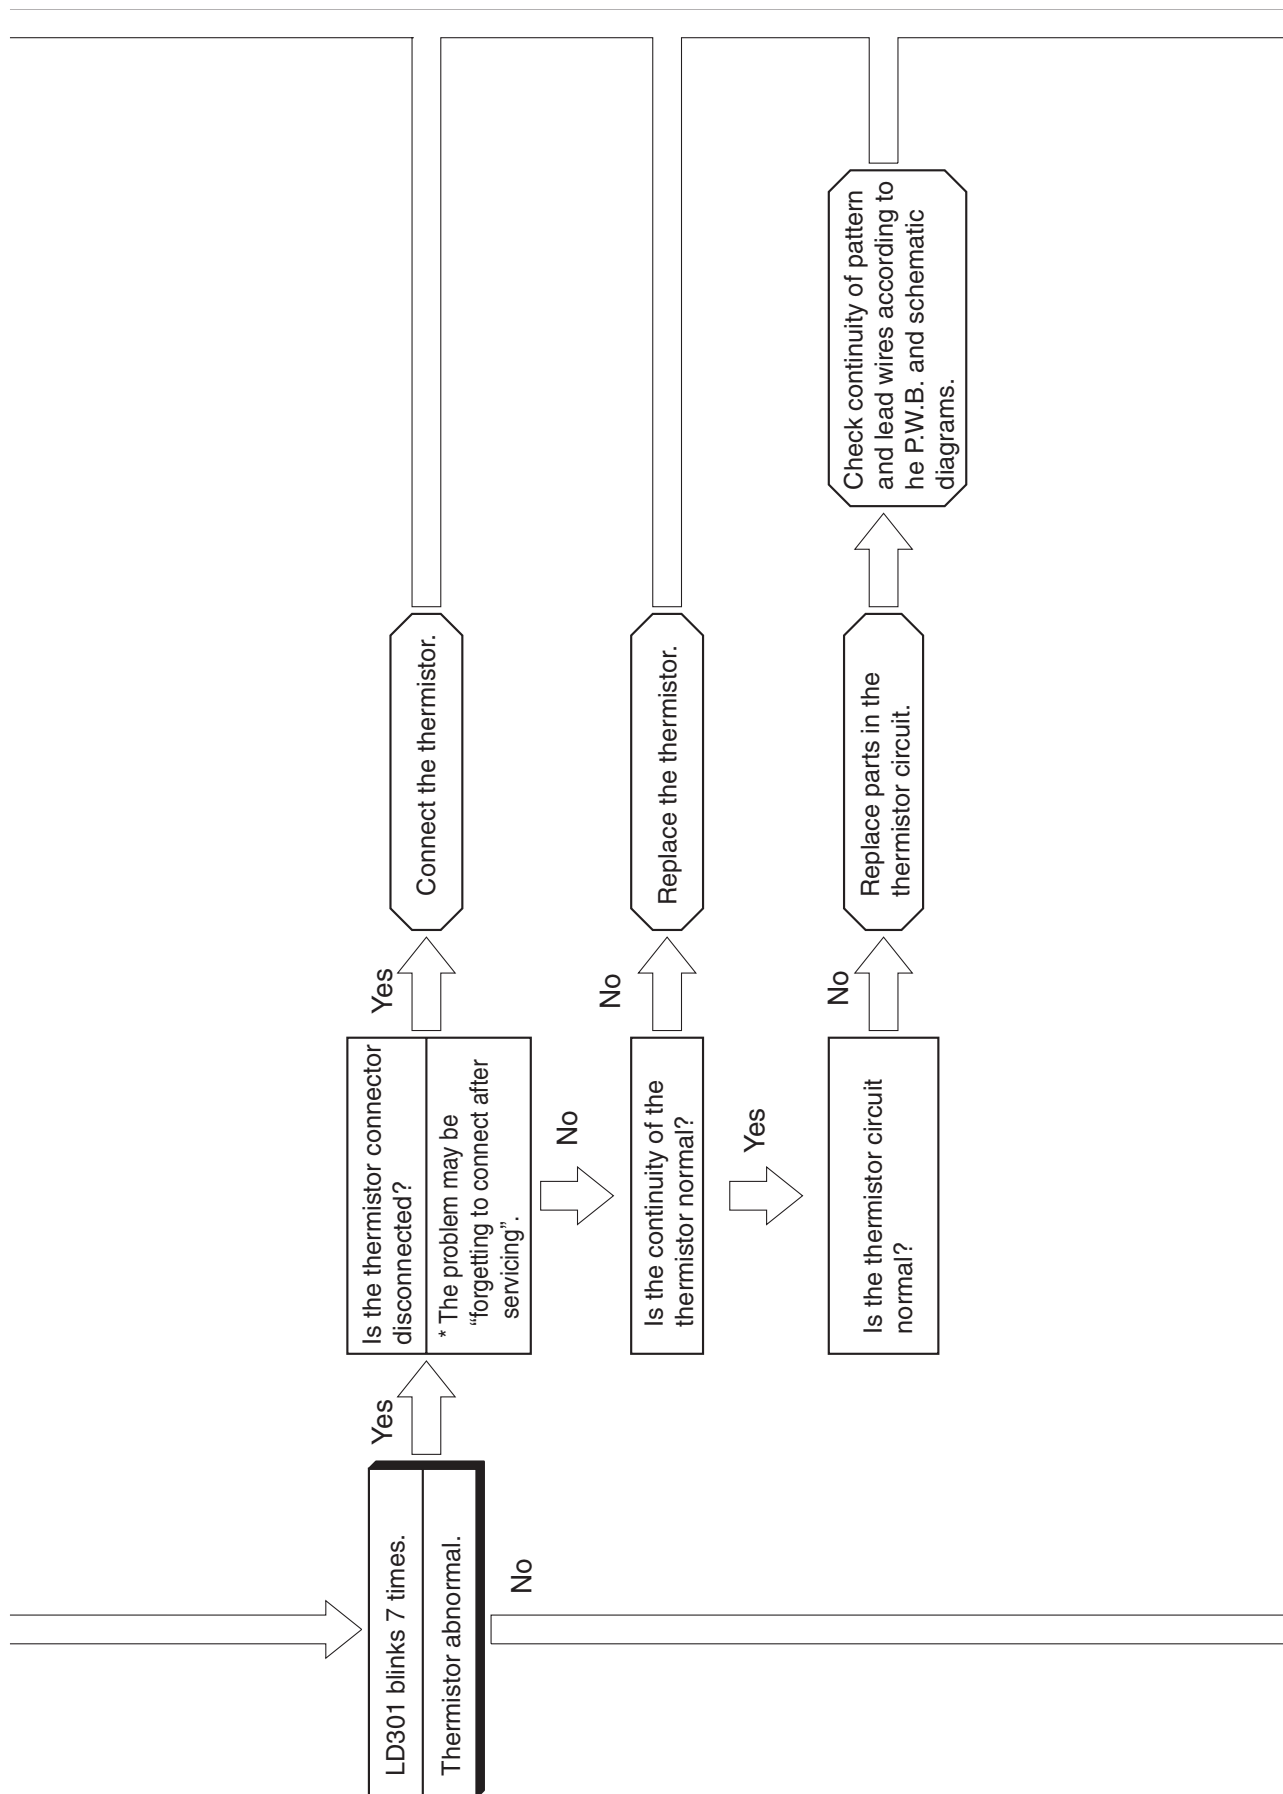 LD301 blinks 7 times.
Thermistor abnormal.
No
Yes
Is the thermistor connector
disconnected?
* The problem may be
“forgetting to connect after
servicing”.
Yes
Connect the thermistor.
No
Is the continuity of the
thermistor normal?
No
Replace the thermistor.
Yes
Is the thermistor circuit
normal?
No
Replace parts in the
thermistor circuit.
Check continuity of pattern
and lead wires according to
he P.W.B. and schematic
diagrams.